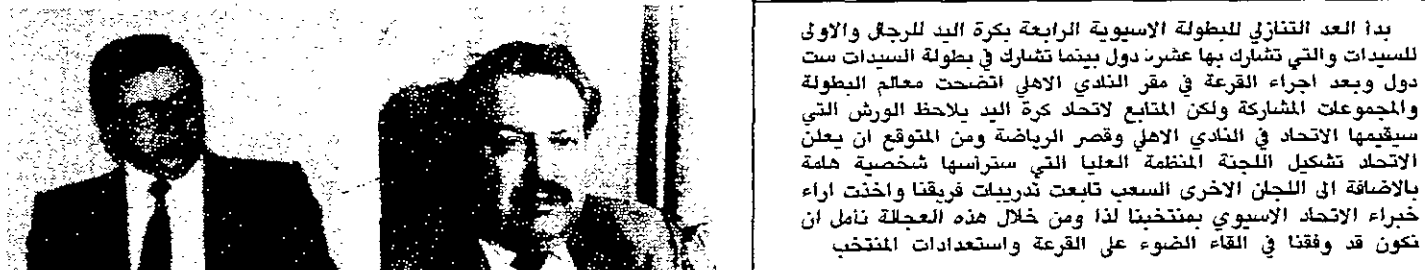 بدأ العد التنازلي للبطولة الاسيوية الرابعة بكرة اليد للرجال والاولى
للسيدات والتي تشارك بها عشر دول بينما تشارك في بطولة السيدات ست
دول وبعد اجراء القرعة في مقر النادي الاهلي اتضحت معالم البطولة
والمجموعات المشاركة ولكن المتابع لاتحاد كرة اليد يلاحظ الورش التي
سيقيمها الاتحاد في النادي الاهلي وقصر الرياضة ومن المتوقع ان يعلن
الاتحاد تشكيل اللجنة المنظمة العليا التي سترأسها شخصية هامة
بالاضافة الى اللجان الاخرى السعب تابعت تدريبات فريقنا واخذت اراء
خبراء الاتحاد الاسيوي بمنتخبنا لذا ومن خلال هذه العجالة نأمل ان
نكون قد وفقنا في القاء الضوء على القرعة واستعدادات المنتخب